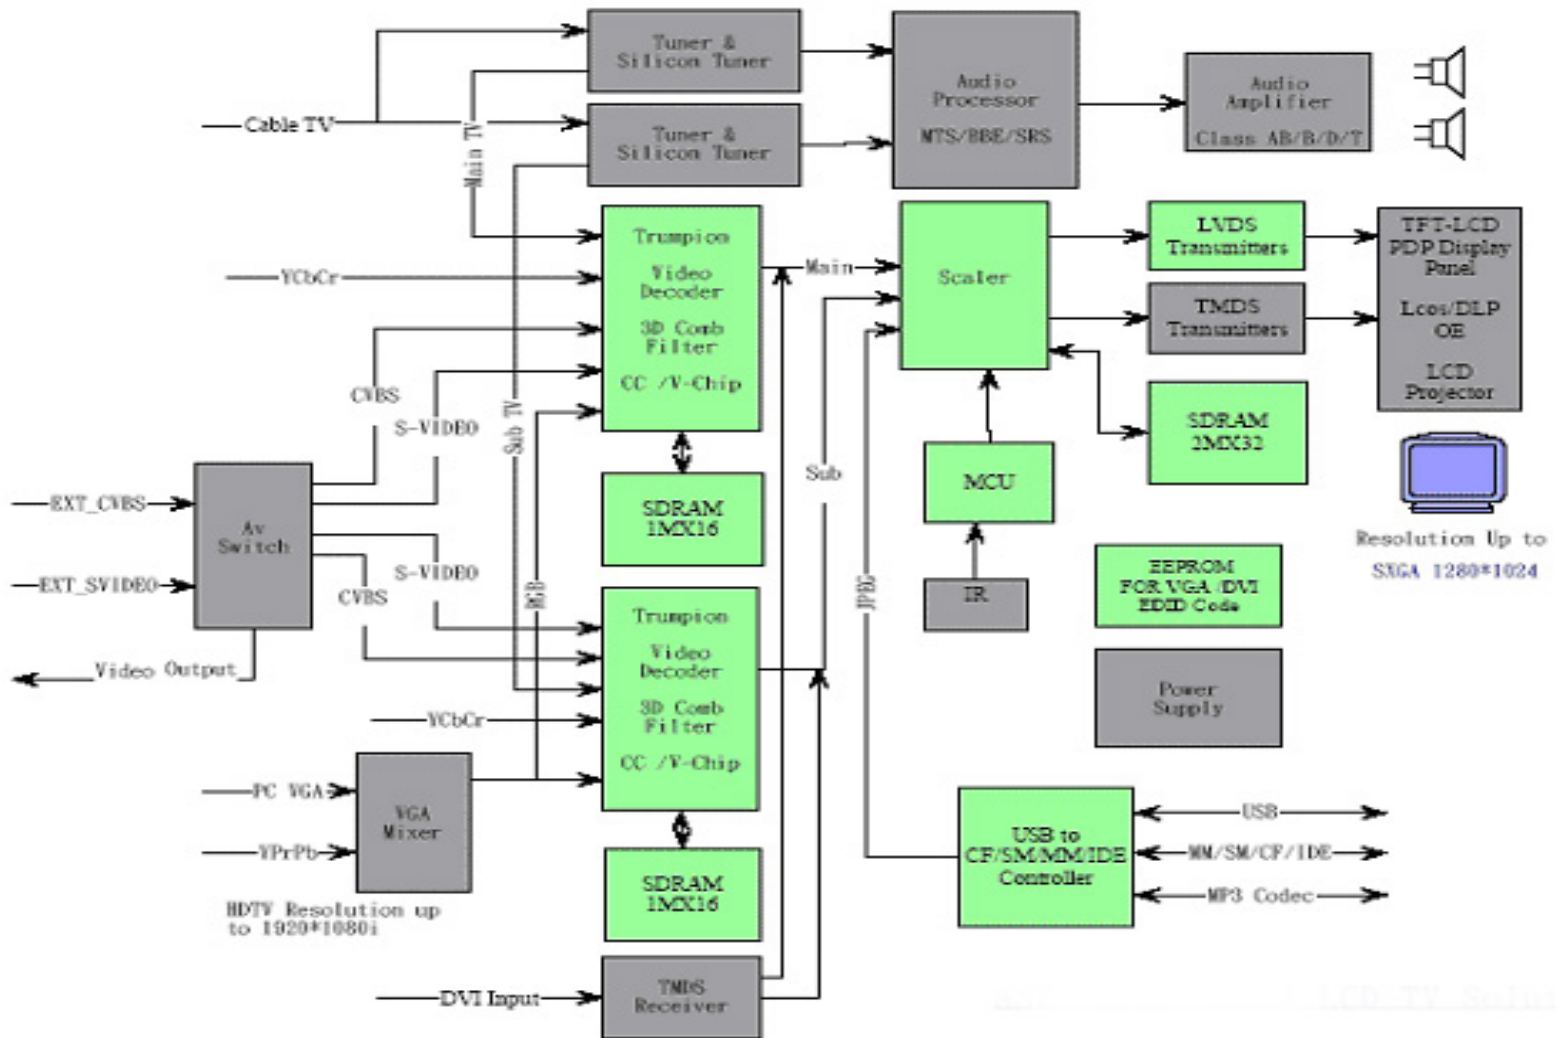 Tuner &
Silicon Tuner
Audio
Processor
MTS/BBE/SRS
Audio
Amplifier
Class AB/B/D/T
Cable TV
Tuner &
Silicon Tuner
Main TV
Trumpion
Video
Decoder
3D Comb
Filter
CC /V-Chip
YCbCr
Main
Scaler
LVDS
Transmitters
TMDS
Transmitters
TFT-LCD
PDP Display
Panel
Lcos/DLP
OE
LCD
Projector
CVBS
S-VIDEO
Sub TV
Sub
SDRAM
2MX32
MCU
SDRAM
1MX16
EXT_CVBS
Av
Switch
EXT_SVIDEO
S-VIDEO
CVBS
Video Output
RGB
JPEG
IR
EEPROM
FOR VGA /DVI
EDID Code
Resolution Up to
SXGA 1280*1024
Trumpion
Video
Decoder
3D Comb
Filter
CC /V-Chip
YCbCr
Power
Supply
PC VGA
YPrPb
VGA
Mixer
HDTV Resolution up
to 1920*1080i
USB to
CF/SM/MM/IDE
Controller
USB
MM/SM/CF/IDE
MP3 Codec
SDRAM
1MX16
DVI Input
TMDS
Receiver
LCD TV